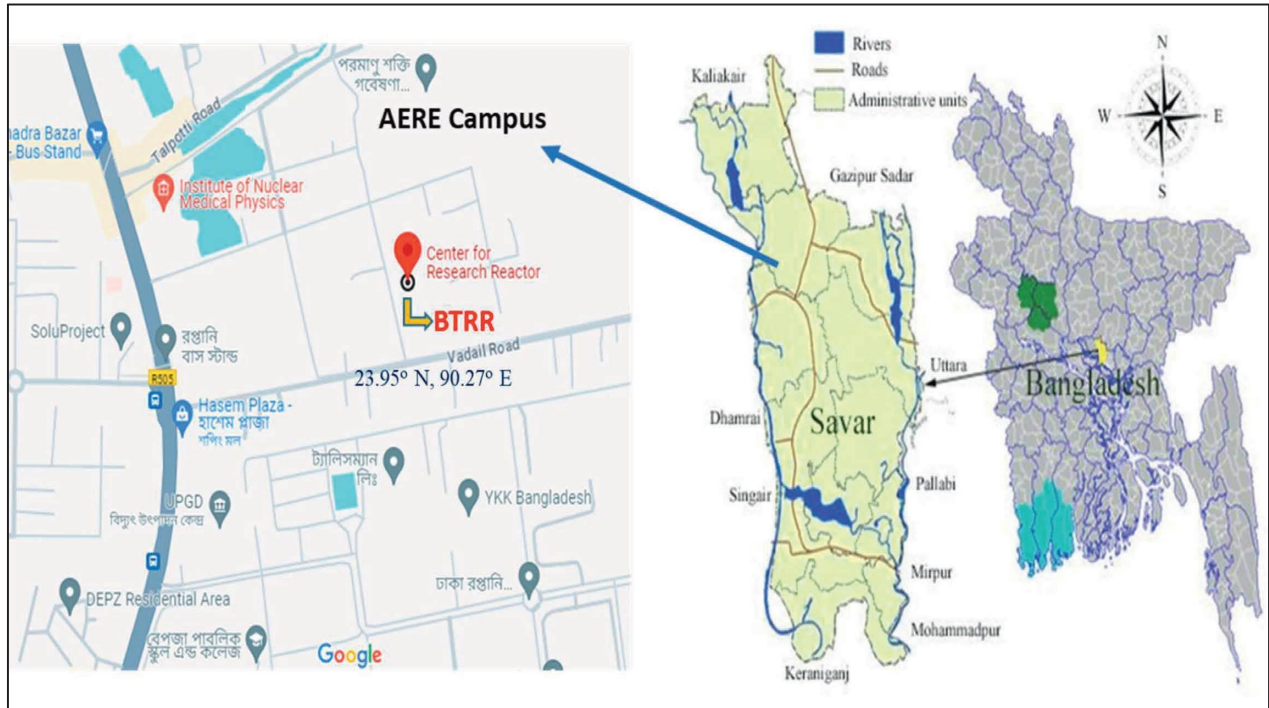 পরমাণু শক্তি
গবেষণা...
AERE Campus
Talpotti Road
nadra Bazar
- Bus Stand
Institute of Nuclear
Medical Physics
Center for
Research Reactor
BTRR
SoluProject
রপ্তানি
বাস স্টান্ড
Vadail Road
R505
23.95° N, 90.27° E
Hasem Plaza -
হাশেম প্লাজা
শপিং মল
ট্যালিসম্যান
লিঃ
YKK Bangladesh
UPGD
বিদ্যুৎ উৎপাদন কেন্দ্র
ঢাকা রপ্তানি...
DEPZ Residential Area
বেপজা পাবলিক
স্কুল এন্ড কলেজ
Google
Rivers
Roads
Administrative units
Kaliakair
Gazipur Sadar
Uttara
Dhamrai
Savar
Singair
Pallabi
Mirpur
Mohammadpur
Keraniganj
N
W
E
S
Bangladesh